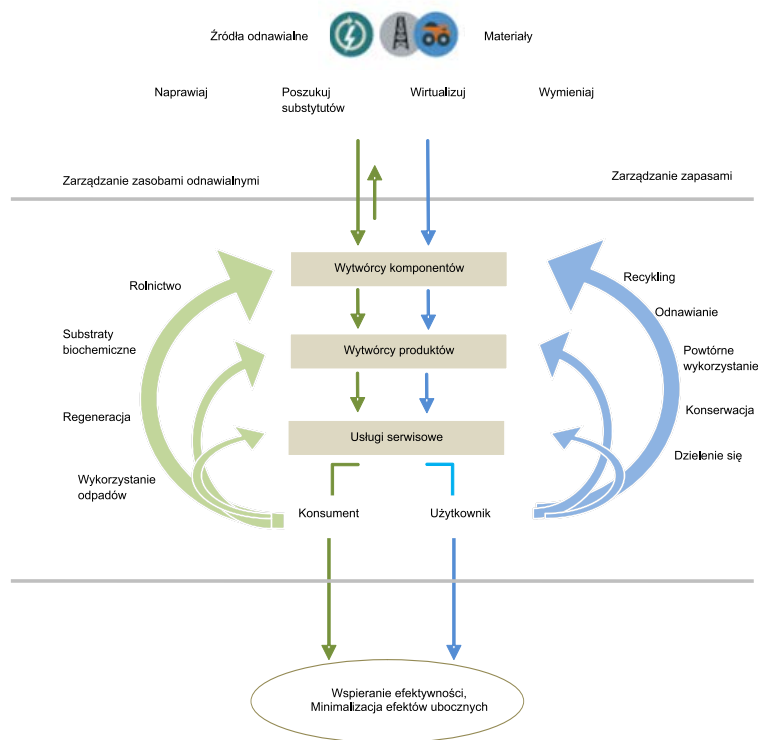 Źródła odnawialne
Materiały
Naprawiaj
Poszukuj
substytutów
Wirtualizuj
Wymieniaj
Zarządzanie zasobami odnawialnymi
Zarządzanie zapasami
Wytwórcy komponentów
Rolnictwo
Recykling
Odnawianie
Substraty
biochemiczne
Wytwórcy produktów
Powtórne
wykorzystanie
Regeneracja
Konserwacja
Usługi serwisowe
Dzielenie się
Wykorzystanie
odpadów
Konsument
Użytkownik
Wspieranie efektywności,
Minimalizacja efektów ubocznych